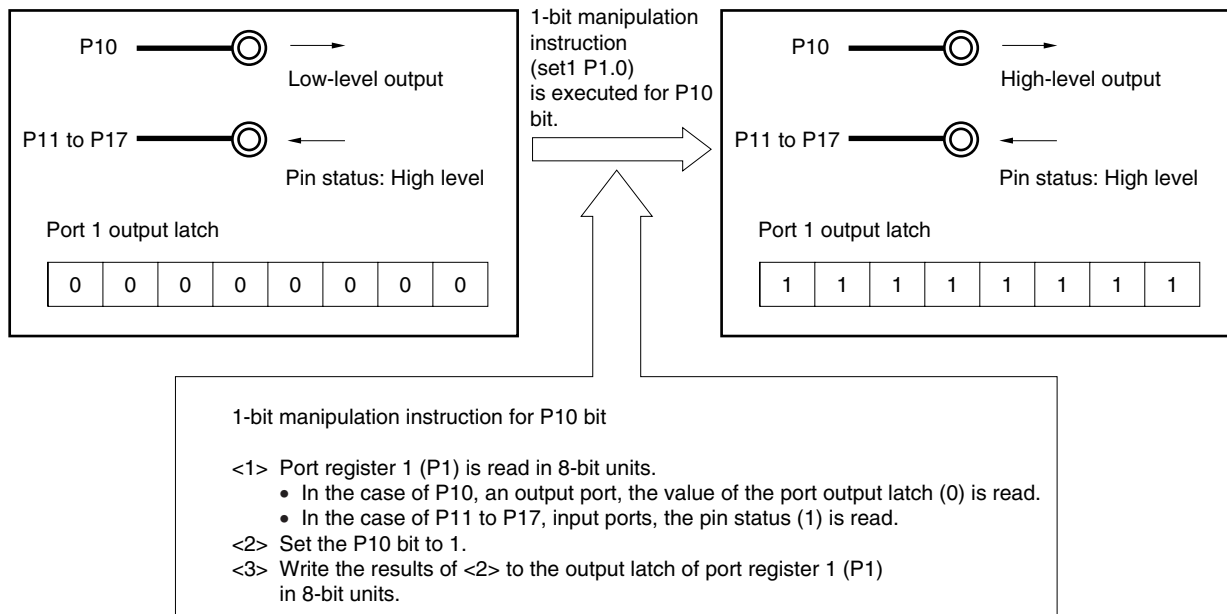 P10
Low-level output
P11 to P17
Pin status: High level
Port 1 output latch
0 0 0 0 0 0 0 0
1-bit manipulation
instruction
(set1 P1.0)
is executed for P10
bit.
P10
High-level output
P11 to P17
Pin status: High level
Port 1 output latch
1 1 1 1 1 1 1 1
1-bit manipulation instruction for P10 bit
<1> Port register 1 (P1) is read in 8-bit units.
• In the case of P10, an output port, the value of the port output latch (0) is read.
• In the case of P11 to P17, input ports, the pin status (1) is read.
<2> Set the P10 bit to 1.
<3> Write the results of <2> to the output latch of port register 1 (P1)
in 8-bit units.